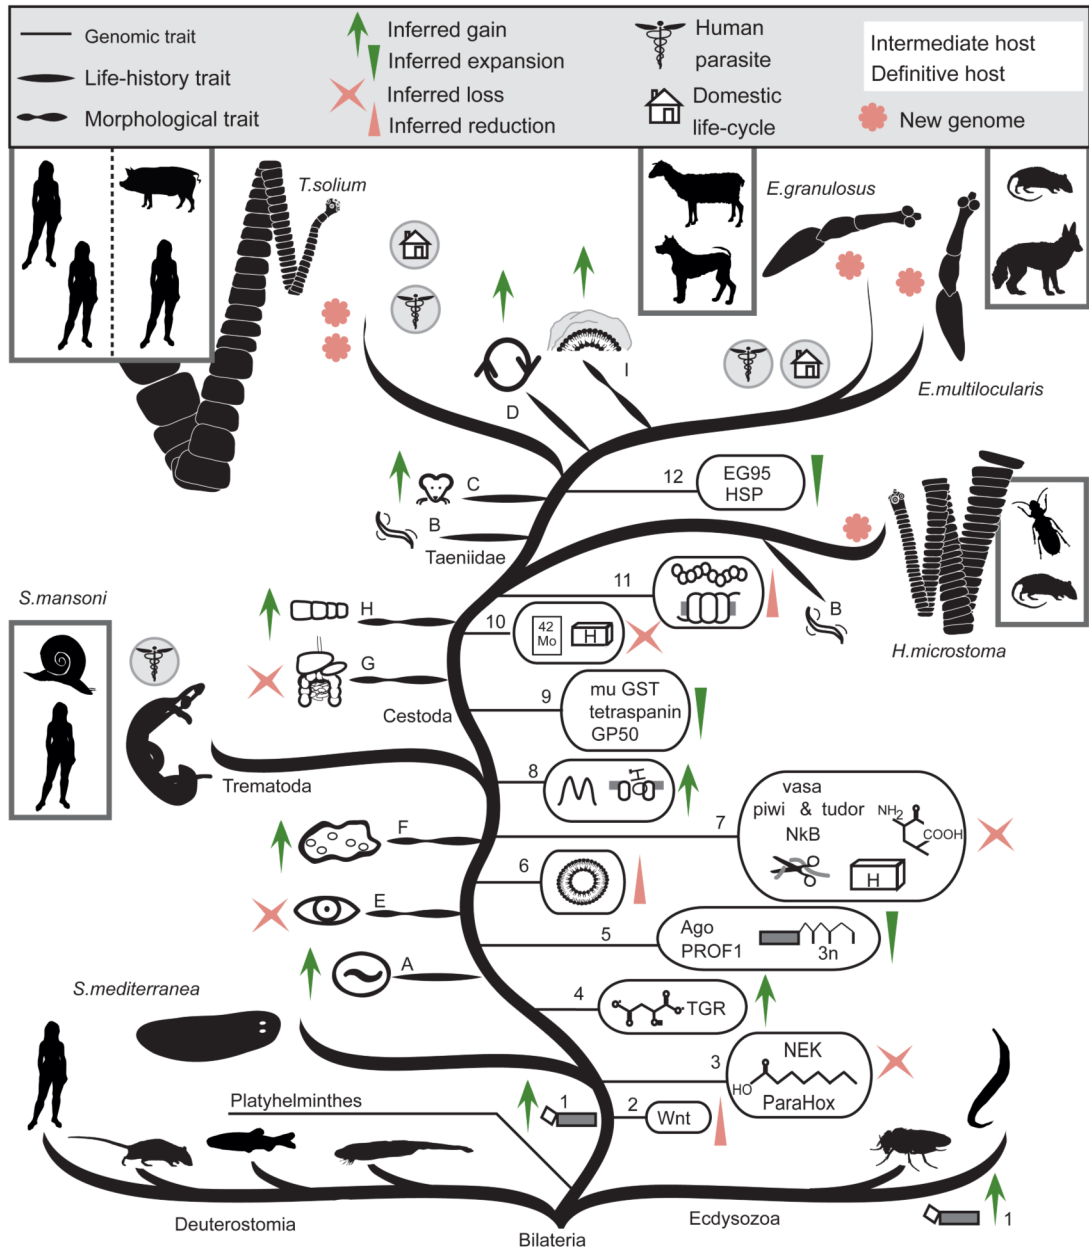 Genomic trait
Life-history trait
Morphological trait
Inferred gain
Inferred expansion
Inferred loss
Inferred reduction
Human
parasite
Domestic
life-cycle
Intermediate host
Definitive host
New genome
T.solium
E.granulosus
E.multilocularis
I
D
12
EG95
HSP
C
B
Taeniidae
11
B
H.microstoma
S.mansoni
H
10
42
Mo
H
G
9
mu GST
tetraspanin
GP50
Cestoda
8
H
Trematoda
7
vasa
piwi & tudor
NkB
NH2
COOH
H
F
6
E
5
Ago
PROF1
3n
A
S.mediterranea
4
TGR
3
NEK
HO
ParaHox
Platyhelminthes
1
2
Wnt
Deuterostomia
Bilateria
Ecdysozoa
1